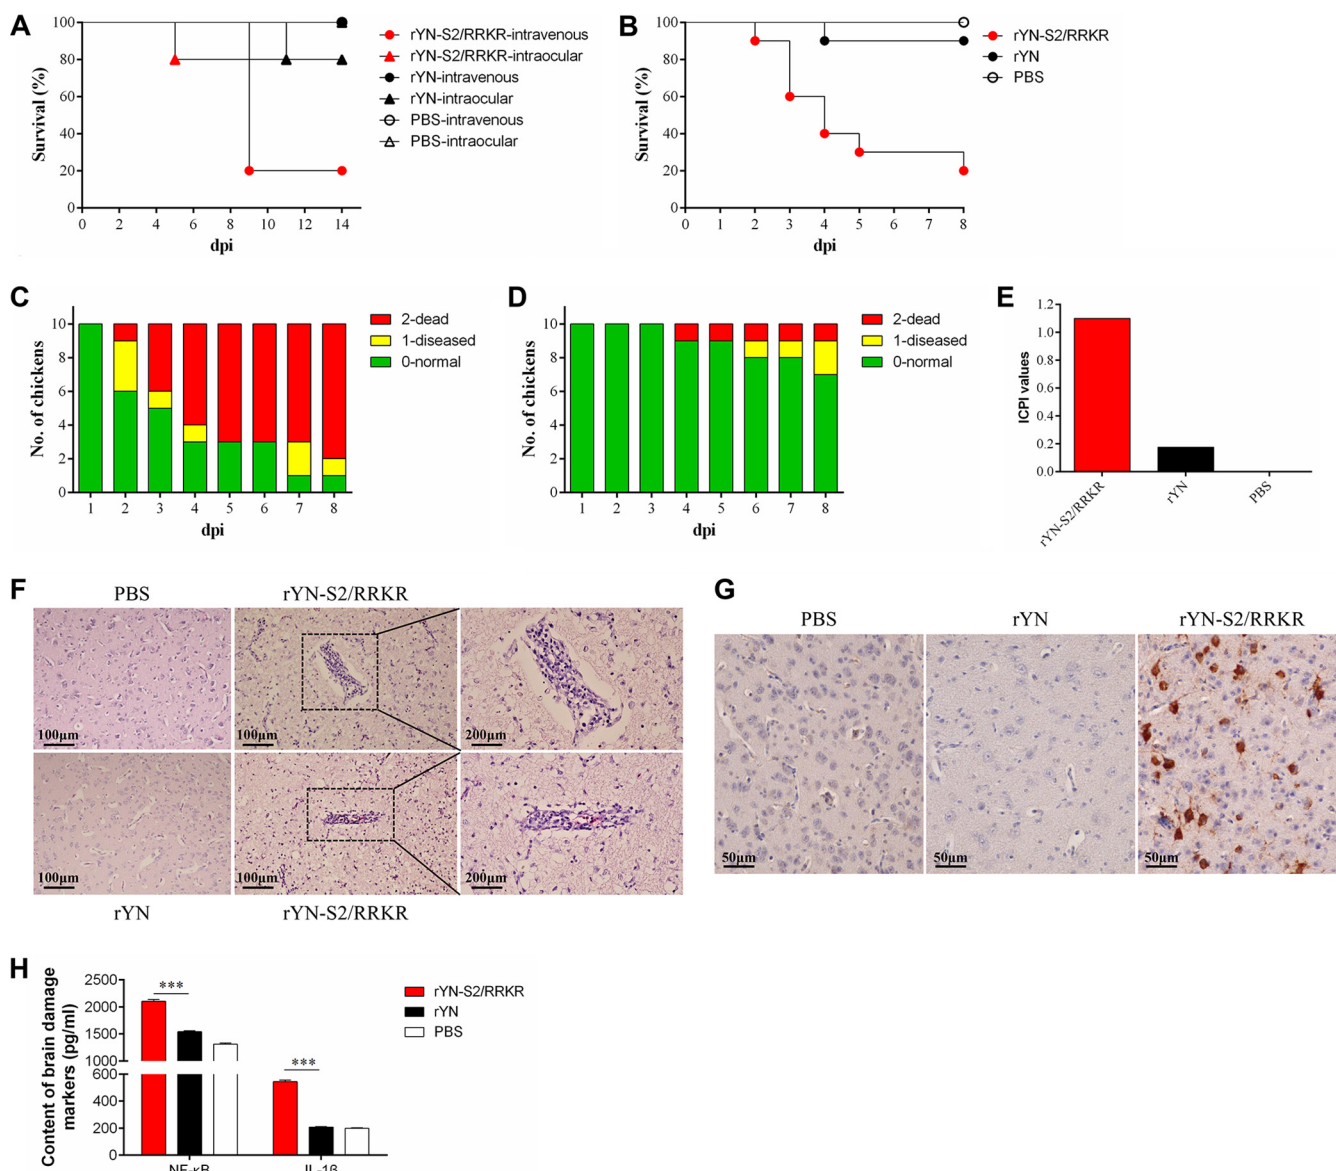 A
Survival (%)
100
80
60
40
20
0
0 2 4 6 8 10 12 14
dpi
rYN-S2/RRKR-intravenous
rYN-S2/RRKR-intraocular
rYN-intravenous
rYN-intraocular
PBS-intravenous
PBS-intraocular
B
Survival (%)
100
80
60
40
20
0
0 1 2 3 4 5 6 7 8
dpi
rYN-S2/RRKR
rYN
PBS
C
No. of chickens
10
8
6
4
2
0
1 2 3 4 5 6 7 8
dpi
2-dead
1-diseased
0-normal
D
No. of chickens
10
8
6
4
2
0
1 2 3 4 5 6 7 8
dpi
2-dead
1-diseased
0-normal
E
ICPI values
1.2
1.0
0.8
0.6
0.4
0.2
0.0
rYN-S2/RRKR
rYN
PBS
F
PBS rYN-S2/RRKR
100μm 100μm 200μm
100μm 100μm 200μm
rYN rYN-S2/RRKR
G
PBS rYN rYN-S2/RRKR
50μm 50μm 50μm
H
Content of brain damage
markers (pg/ml)
2500
2000
1500
1000
600
400
200
0
***
***
NF-κB IL-1β
rYN-S2/RRKR
rYN
PBS